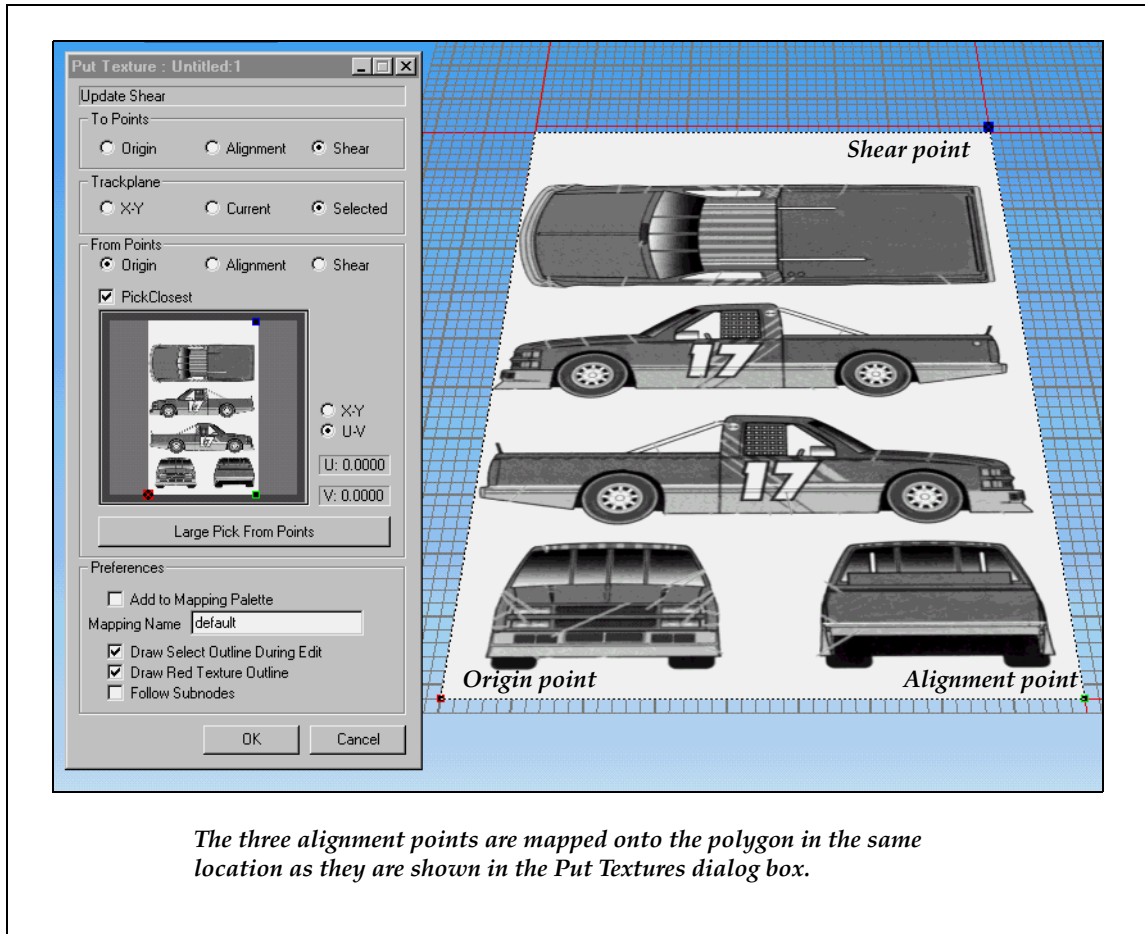 Put Texture : Untitled:1
Update Shear
To Points
Origin Alignment Shear
Trackplane
X-Y Current Selected
From Points
Origin Alignment Shear
PickClosest
X-Y
U-V
U: 0.0000
V: 0.0000
Large Pick From Points
Preferences
Add to Mapping Palette
Mapping Name default
Draw Select Outline During Edit
Draw Red Texture Outline
Follow Subnodes
OK Cancel
Shear point
17
17
Origin point Alignment point
The three alignment points are mapped onto the polygon in the same
location as they are shown in the Put Textures dialog box.